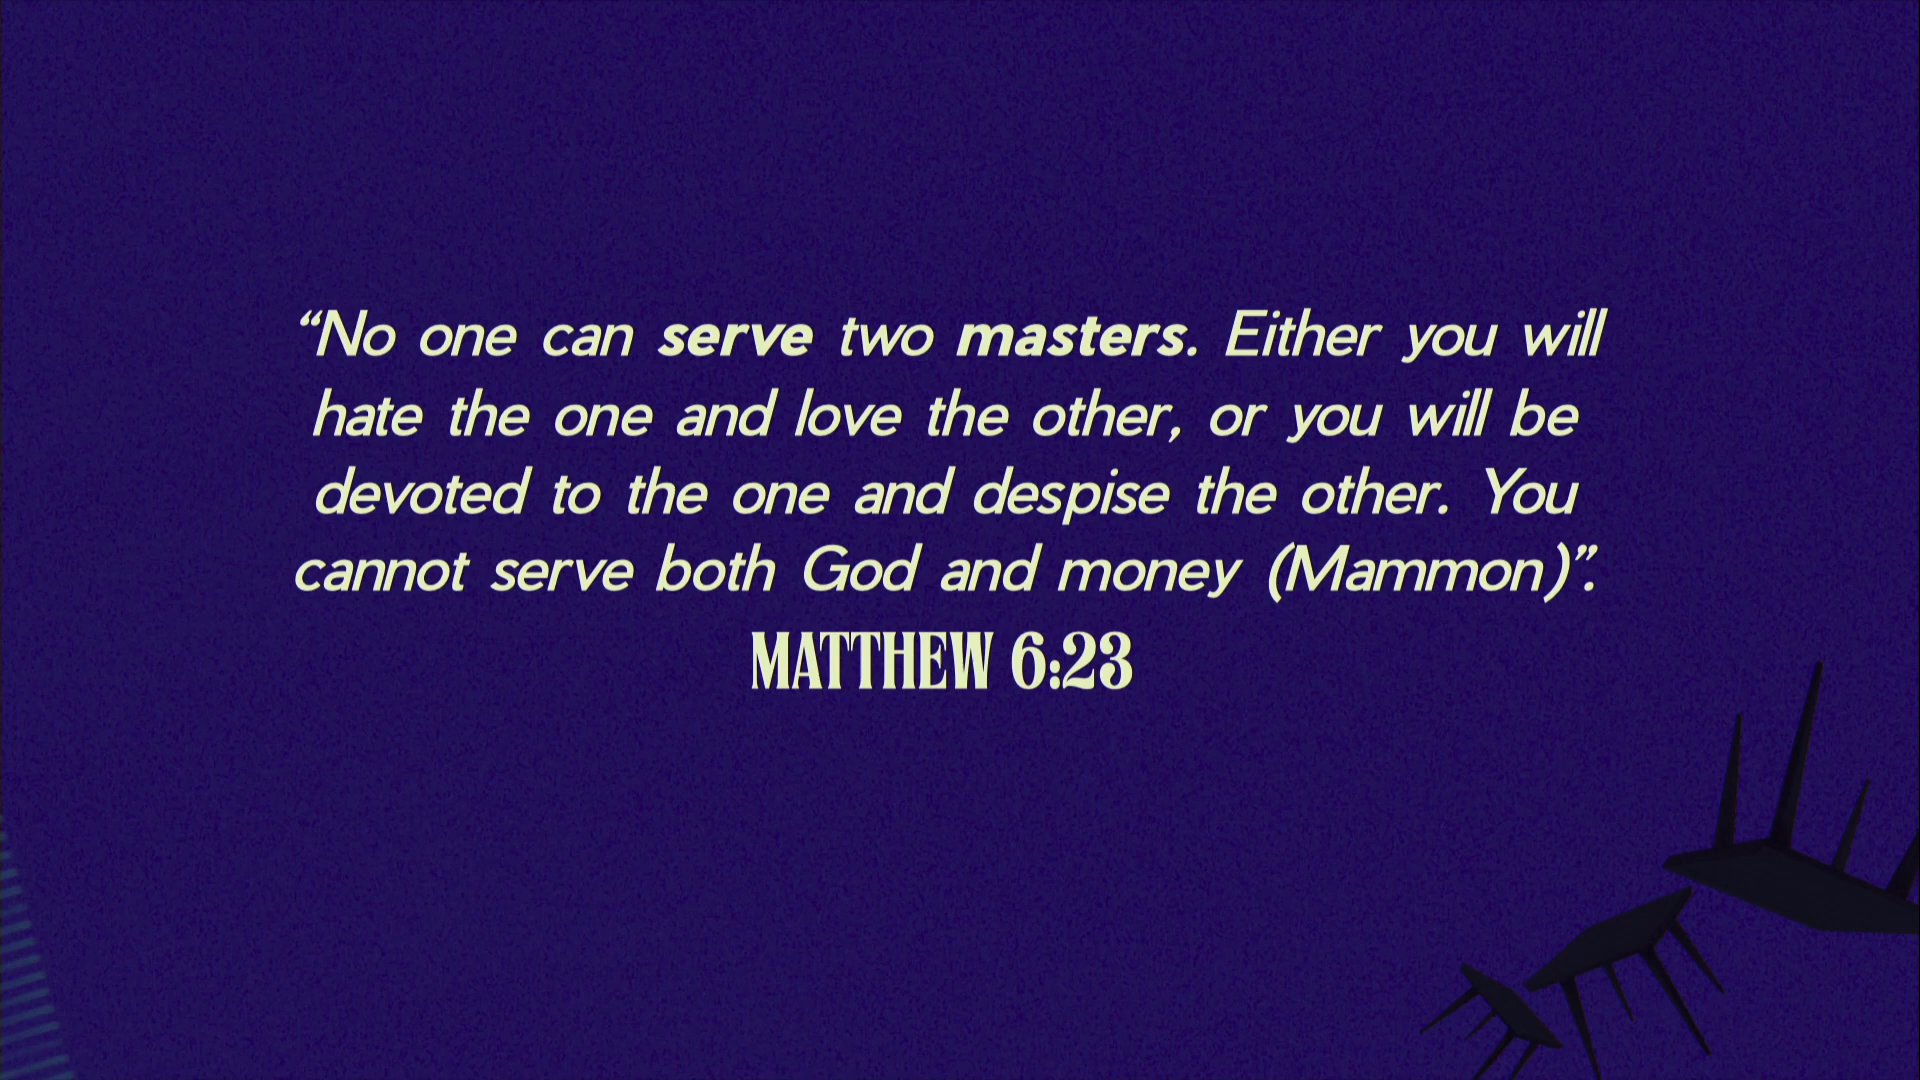 “No one can serve two masters. Either you will
hate the one and love the other, or you will be
devoted to the one and despise the other. You
cannot serve both God and money (Mammon)”.
MATTHEW 6:23